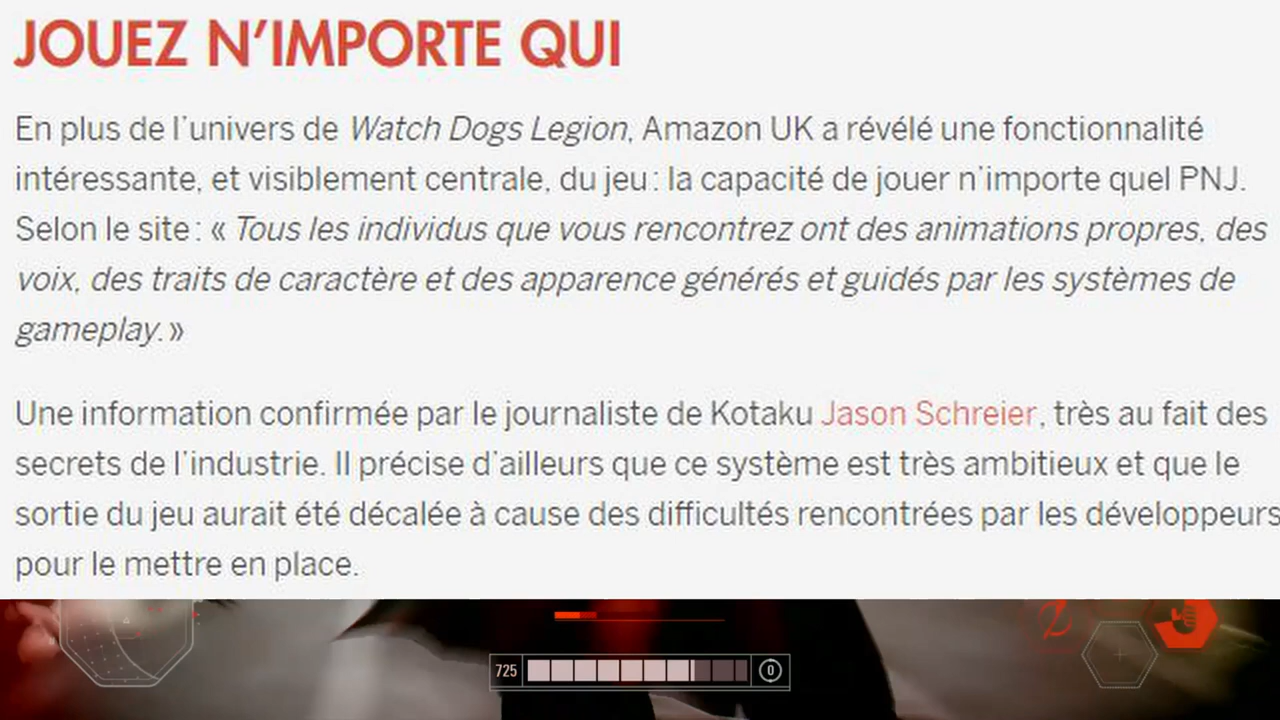 JOUEZ N'IMPORTE QUI
En plus de l'univers de Watch Dogs Legion, Amazon UK a révélé une fonctionnalité
intéressante, et visiblement centrale, du jeu : la capacité de jouer n'importe quel PNJ.
Selon le site : « Tous les individus que vous rencontrez ont des animations propres, des
voix, des traits de caractère et des apparence générés et guidés par les systèmes de
gameplay. »
Une information confirmée par le journaliste de Kotaku Jason Schreier, très au fait des
secrets de l'industrie. Il précise d'ailleurs que ce système est très ambitieux et que le
sortie du jeu aurait été décalée à cause des difficultés rencontrées par les développeurs
pour le mettre en place.
725 0